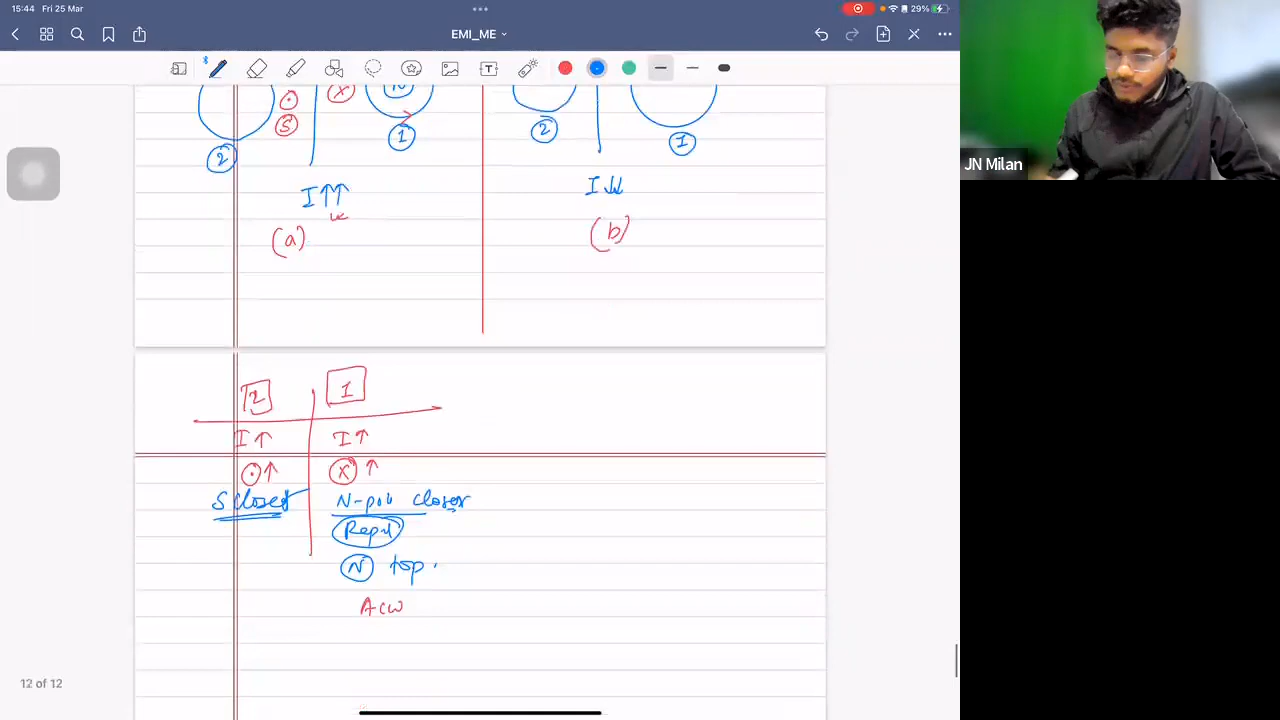 15:44 Fri 25 Mar
29%
EMI_ME
T
JN Milan
S
X
N
2
1
2
1
I↑↑
I↓↓
(a)
(b)
2 1
I↑ I↑
⊙↑ ⊗↑
S closer N-pole closer
Repel
N top.
ACW
12 of 12